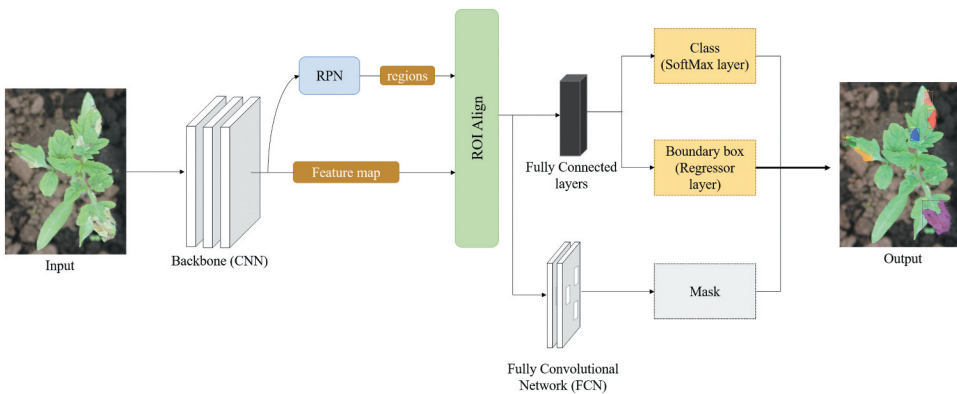 Input
Backbone (CNN)
RPN
regions
Feature map
ROI Align
Fully Connected
layers
Fully Convolutional
Network (FCN)
Class
(SoftMax layer)
Boundary box
(Regressor
layer)
Mask
Output